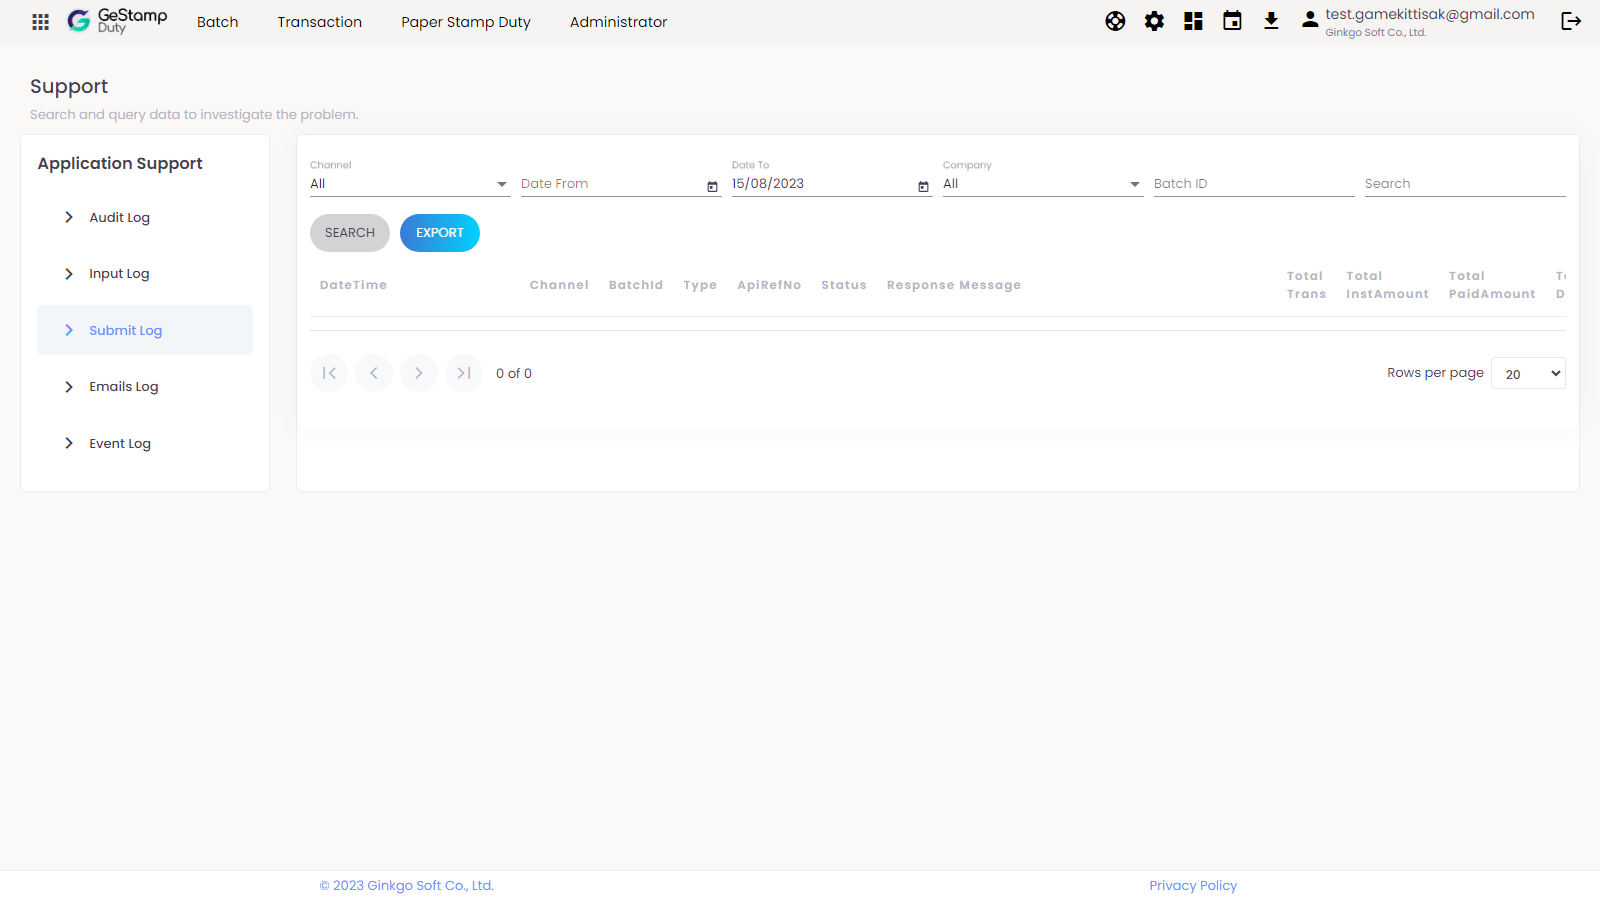 GeStamp
Duty
Batch
Transaction
Paper Stamp Duty
Administrator
test.gamekittisak@gmail.com
Ginkgo Soft Co., Ltd.
Support
Search and query data to investigate the problem.
Application Support
Audit Log
Input Log
Submit Log
Emails Log
Event Log
Channel
All
Date From
Date To
15/08/2023
Company
All
Batch ID
Search
SEARCH
EXPORT
DateTime
Channel
BatchId
Type
ApiRefNo
Status
Response Message
Total
Trans
Total
InstAmount
Total
PaidAmount
0 of 0
Rows per page
20
© 2023 Ginkgo Soft Co., Ltd.
Privacy Policy